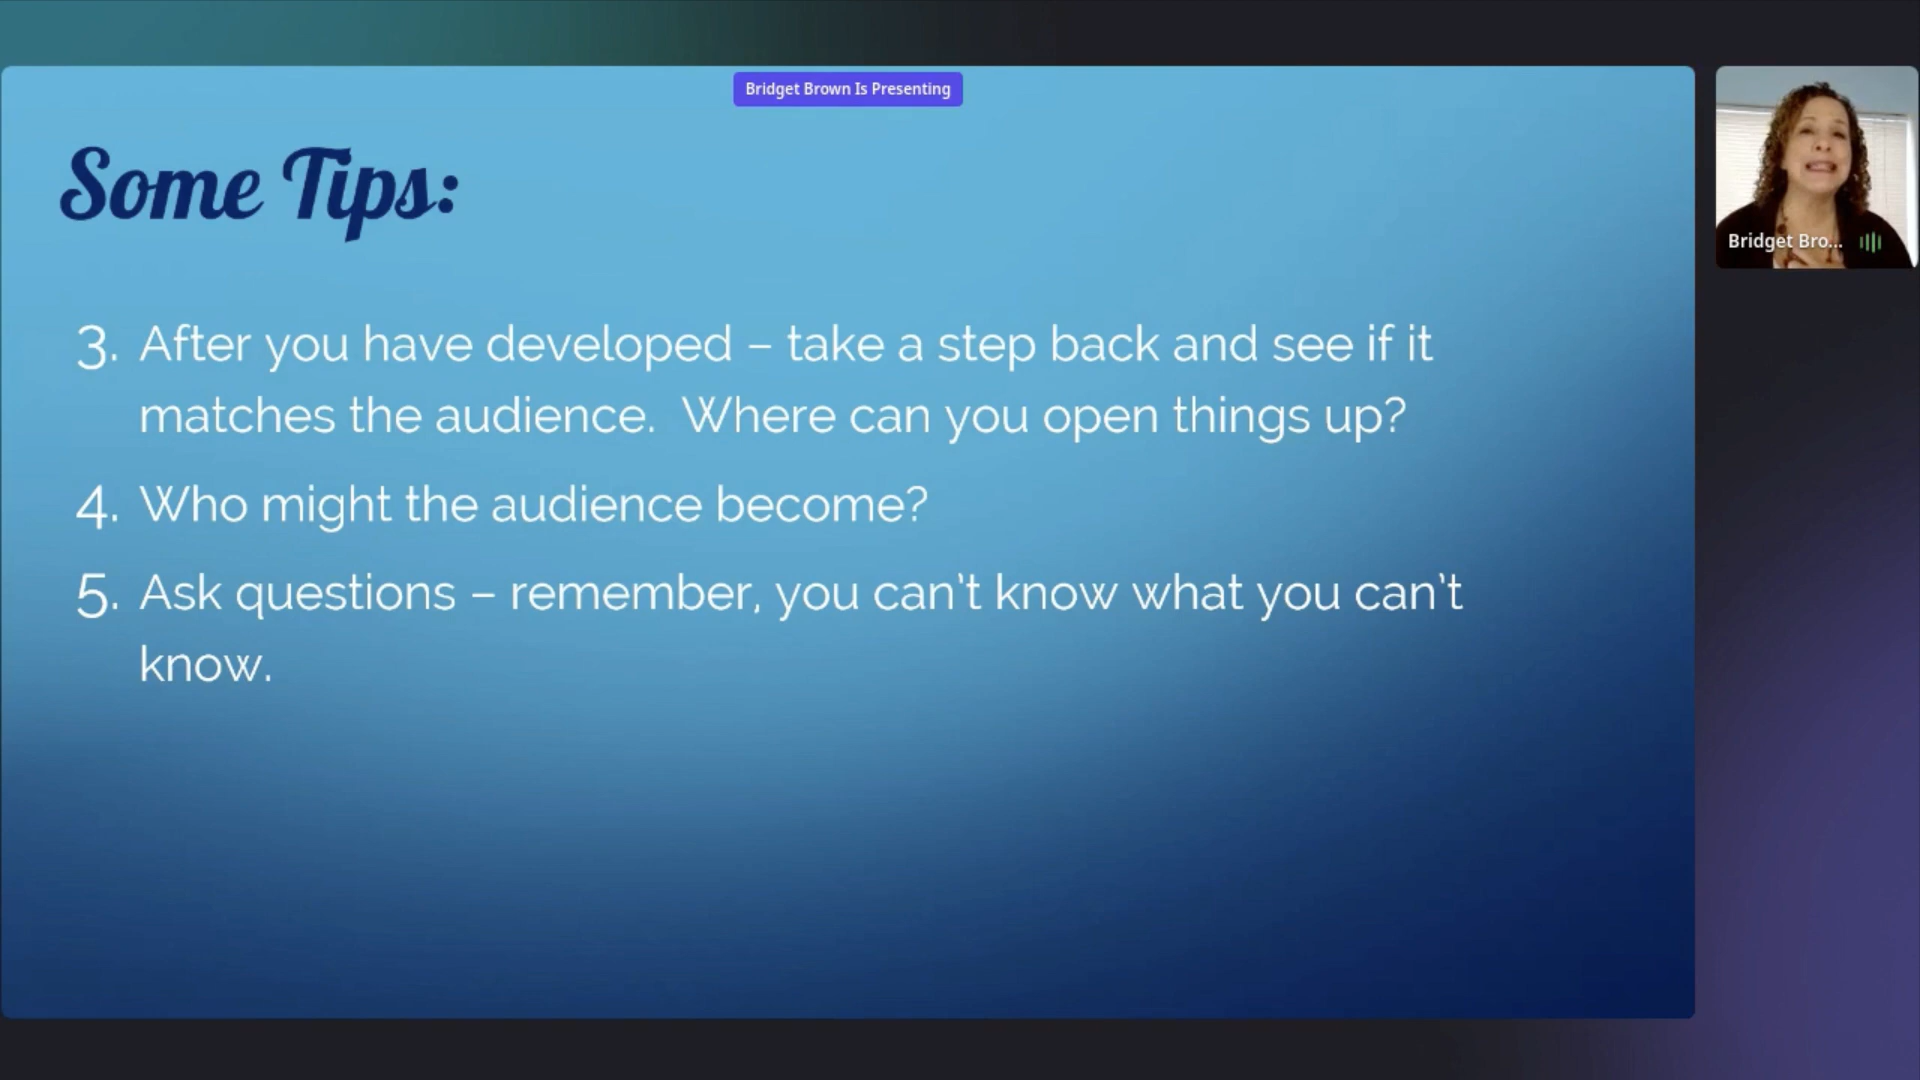 Bridget Brown Is Presenting
Some Tips:
3. After you have developed – take a step back and see if it
matches the audience.  Where can you open things up?
4. Who might the audience become?
5. Ask questions – remember, you can't know what you can't
know.
Bridget Bro...